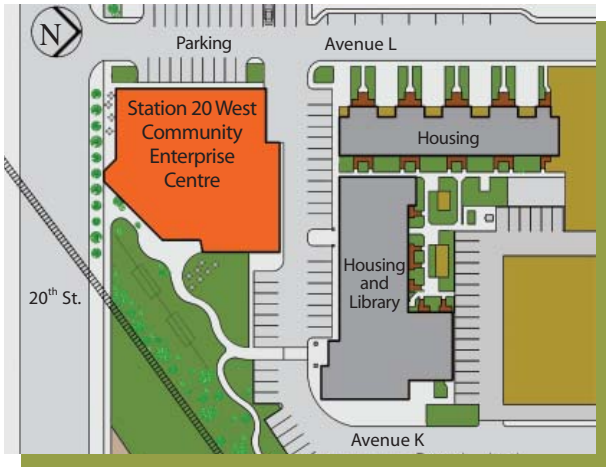 N
Parking
Avenue L
Station 20 West
Community
Enterprise
Centre
Housing
Housing
and
Library
20th St.
Avenue K